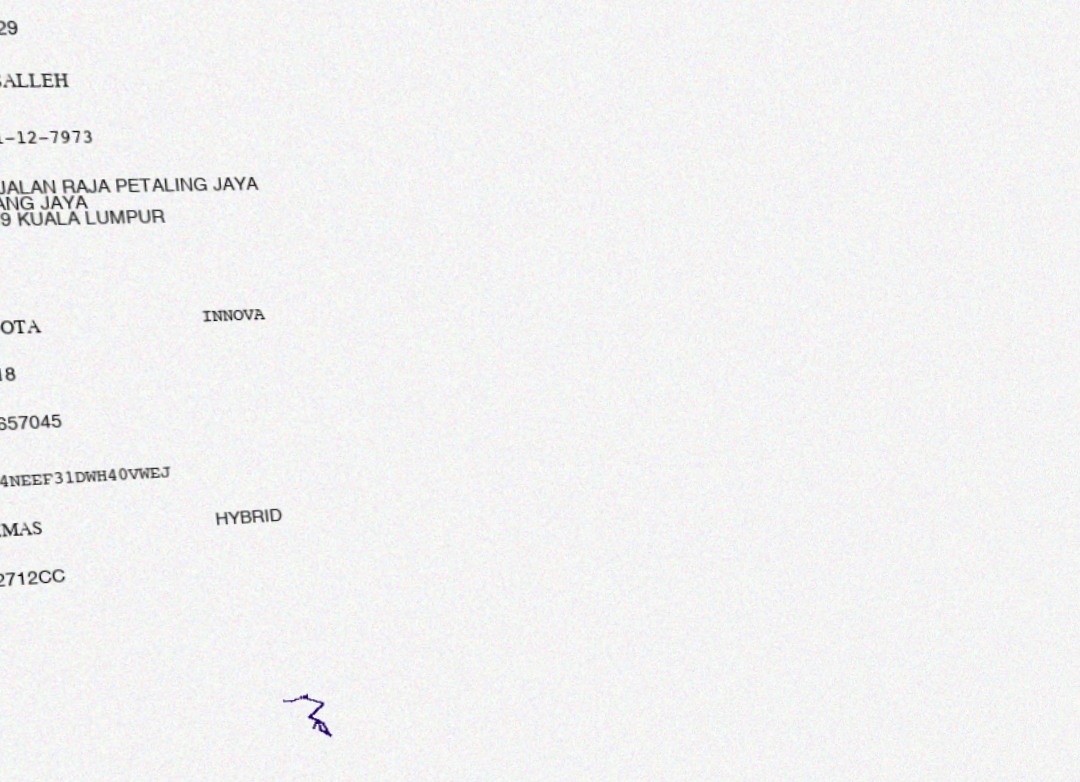 29
SALLEH
1-12-7973
JALAN RAJA PETALING JAYA
ANG JAYA
9 KUALA LUMPUR
OTA INNOVA
18
657045
4NEEF31DWH40VWEJ
MAS HYBRID
2712CC